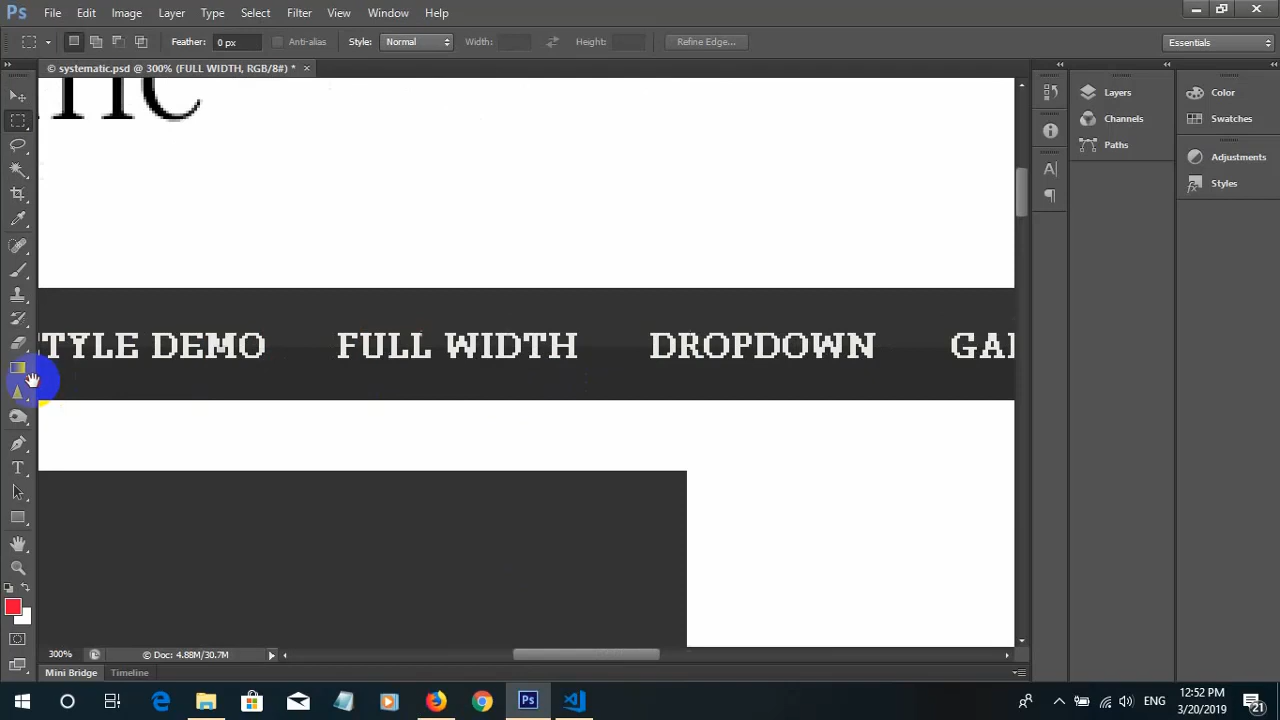 Ps File Edit Image Layer Type Select Filter View Window Help
Feather: 0 px Anti-alias Style: Normal Width: Height: Refine Edge... Essentials
© systematic.psd @ 300% (FULL WIDTH, RGB/8#) * ×
Layers
Channels
Paths
Color
Swatches
Adjustments
Styles
TYLE DEMO FULL WIDTH DROPDOWN
300% © Doc: 4.88M/30.7M
Mini Bridge Timeline
ENG
12:52 PM
3/20/2019
21